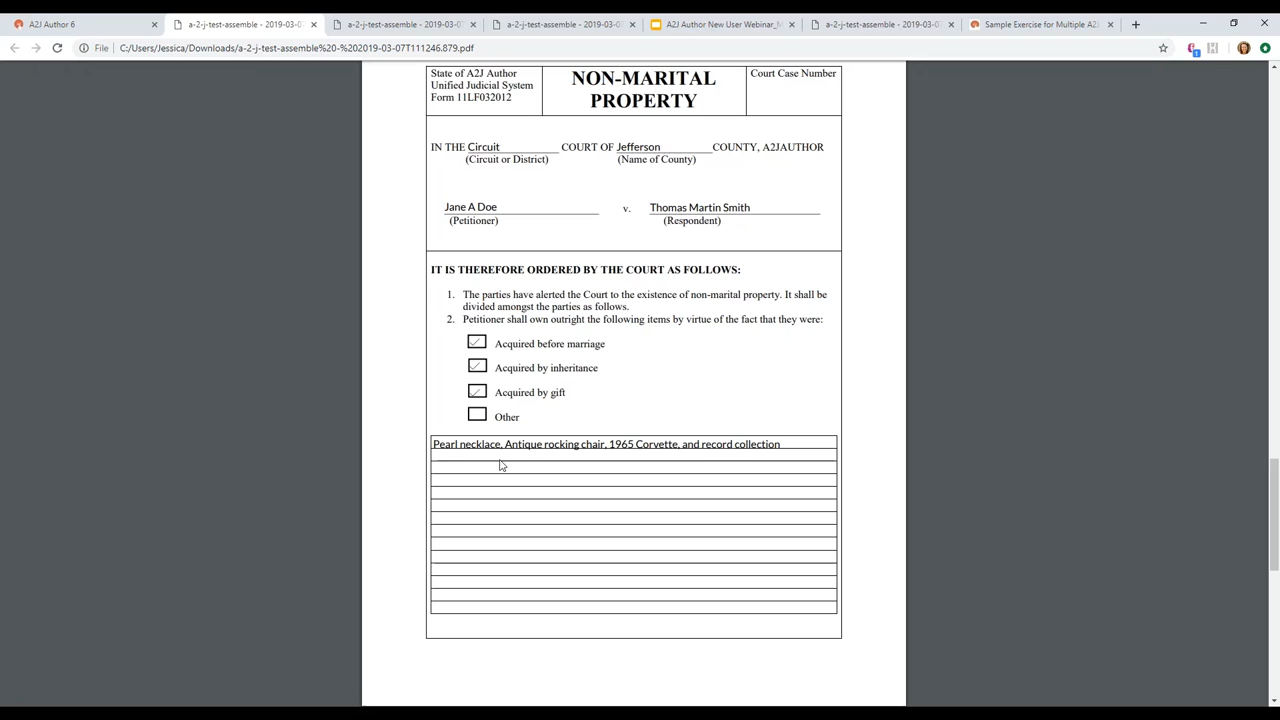 A2J Author 6
a-2-j-test-assemble - 2019-03-0
a-2-j-test-assemble - 2019-03-07
a-2-j-test-assemble - 2019-03-07
A2J Author New User Webinar_M
a-2-j-test-assemble - 2019-03-07
Sample Exercise for Multiple A2J
File
C:/Users/Jessica/Downloads/a-2-j-test-assemble%20-%202019-03-07T111246.879.pdf
State of A2J Author
Unified Judicial System
Form 11LF032012
NON-MARITAL
PROPERTY
Court Case Number
IN THE Circuit COURT OF Jefferson COUNTY, A2JAUTHOR
(Circuit or District) (Name of County)
Jane A Doe v. Thomas Martin Smith
(Petitioner) (Respondent)
IT IS THEREFORE ORDERED BY THE COURT AS FOLLOWS:
1. The parties have alerted the Court to the existence of non-marital property. It shall be
divided amongst the parties as follows.
2. Petitioner shall own outright the following items by virtue of the fact that they were:
Acquired before marriage
Acquired by inheritance
Acquired by gift
Other
Pearl necklace, Antique rocking chair, 1965 Corvette, and record collection